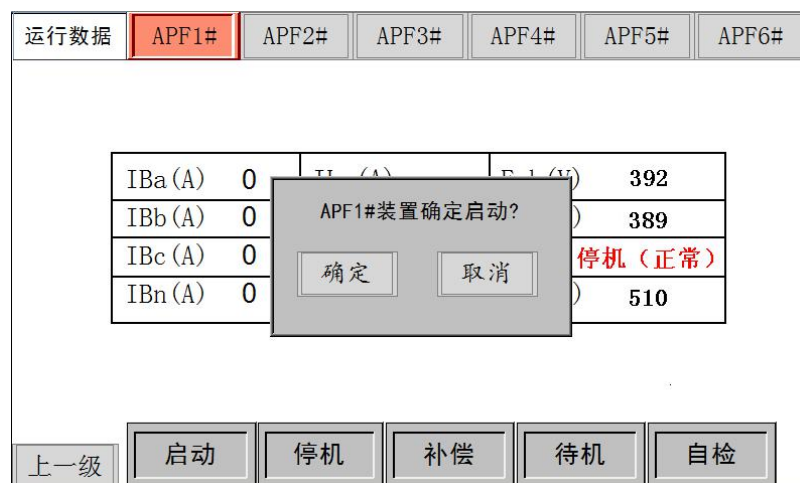 运行数据 APF1# APF2# APF3# APF4# APF5# APF6#
IBa(A) 0 392
IBb(A) 0 389
IBc(A) 0 停机（正常）
IBn(A) 0 510
APF1#装置确定启动?
确定 取消
启动 停机 补偿 待机 自检
上一级